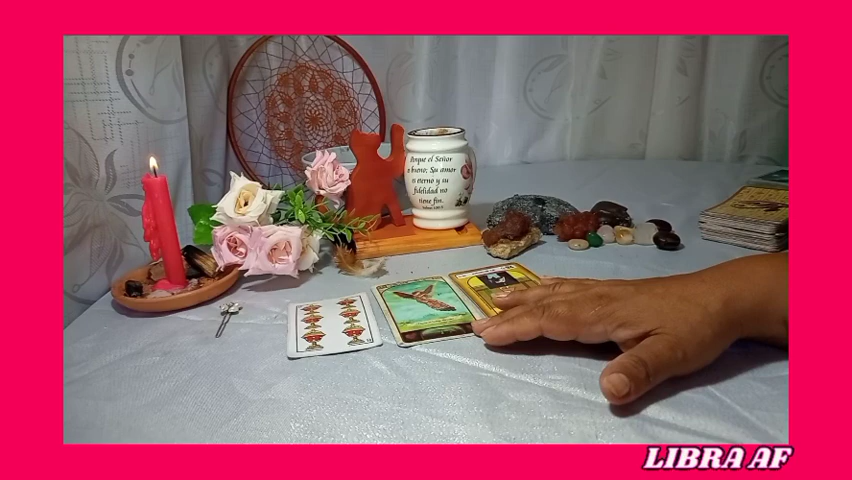 Porque el Señor
es bueno; Su amor
es eterno y su
fidelidad no
tiene fin.
LIBRA AF